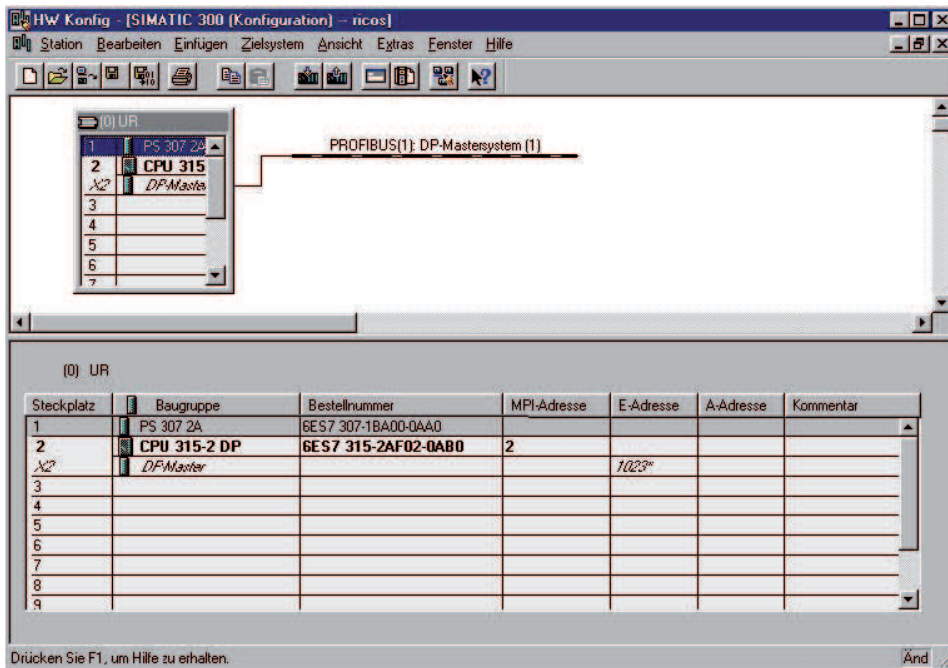 HW Konfig - [SIMATIC 300 (Konfiguration) -- ricos]
Station Bearbeiten Einfügen Zielsystem Ansicht Extras Fenster Hilfe
(0) UR
1 PS 307 2A
2 CPU 315
X2 DP-Maste
3
4
5
6
7
PROFIBUS(1): DP-Mastersystem (1)
(0) UR
Steckplatz Baugruppe Bestellnummer MPI-Adresse E-Adresse A-Adresse Kommentar
1 PS 307 2A 6ES7 307-1BA00-0AA0
2 CPU 315-2 DP 6ES7 315-2AF02-0AB0 2
X2 DP-Master 1023*
3
4
5
6
7
8
9
Drücken Sie F1, um Hilfe zu erhalten. Änd